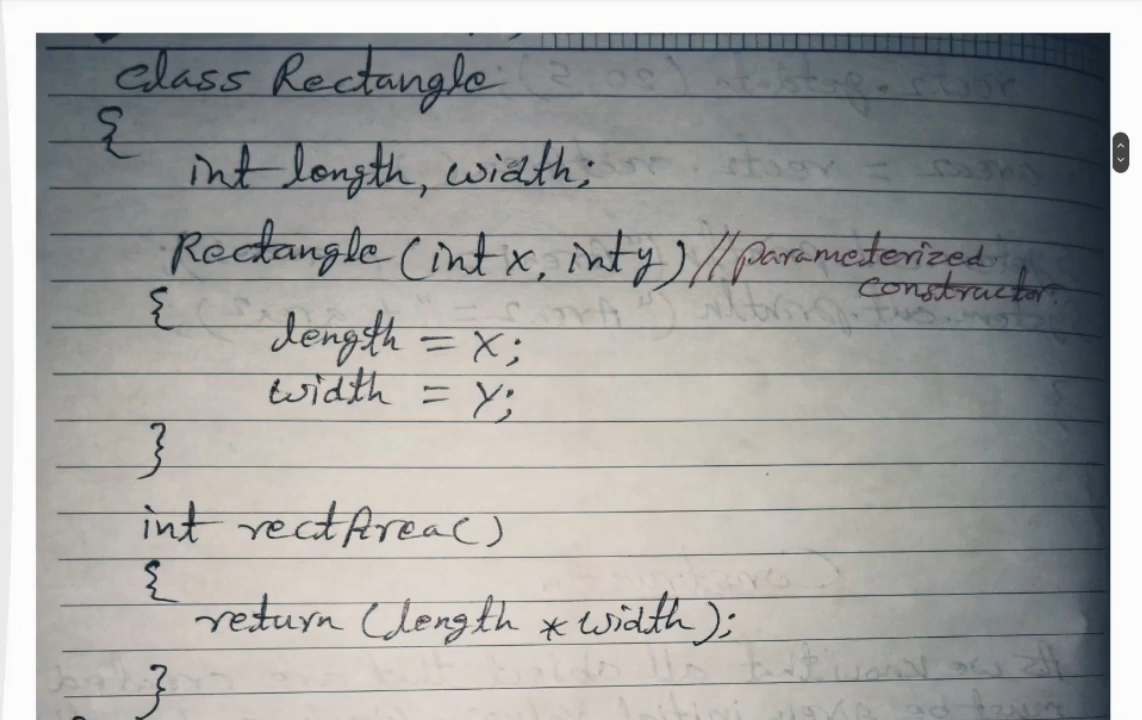 class Rectangle
{
int length, width;
Rectangle (int x, int y) // parameterized
constructor.
{
length = x;
width = y;
}
int rectArea()
{
return (length * width);
}